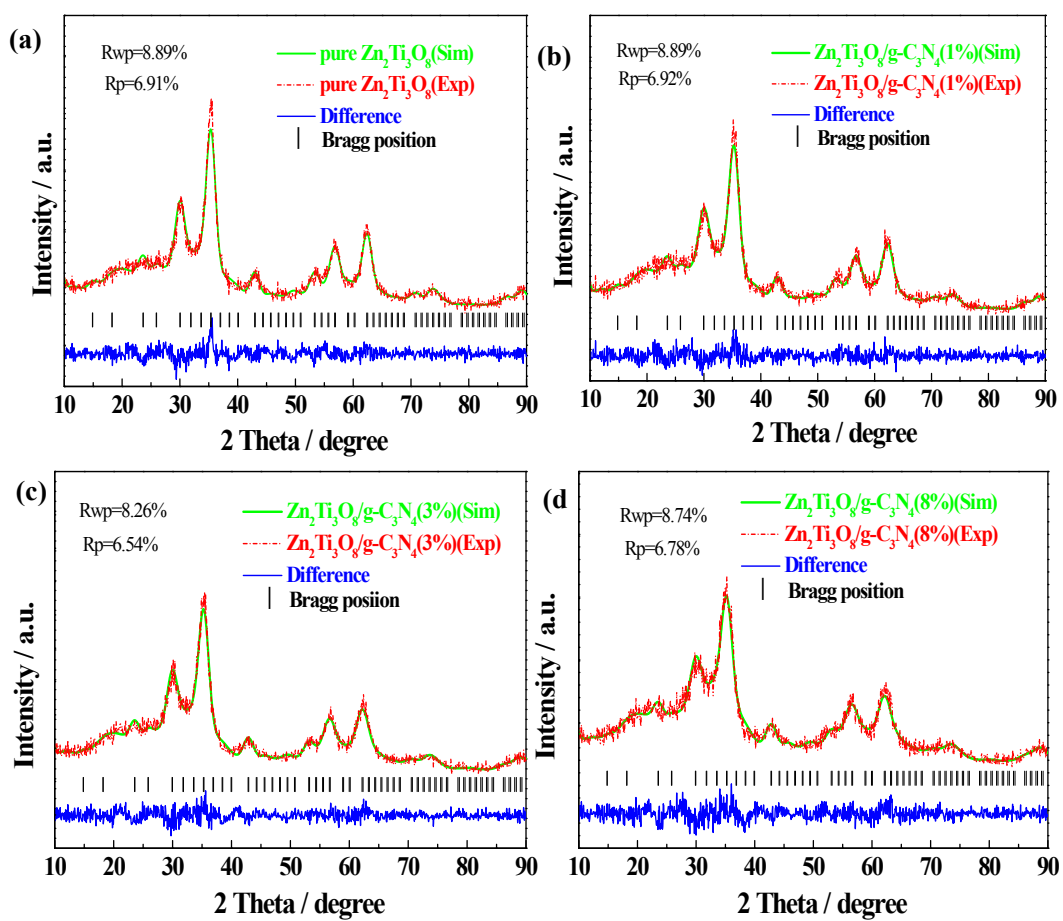 (a)
Rwp=8.89%
Rp=6.91%
pure Zn₂Ti₃O₈(Sim)
pure Zn₂Ti₃O₈(Exp)
Difference
Bragg position
Intensity / a.u.
10 20 30 40 50 60 70 80 90
2 Theta / degree
(b)
Rwp=8.89%
Rp=6.92%
Zn₂Ti₃O₈/g-C₃N₄(1%)(Sim)
Zn₂Ti₃O₈/g-C₃N₄(1%)(Exp)
Difference
Bragg position
Intensity / a.u.
10 20 30 40 50 60 70 80 90
2 Theta / degree
(c)
Rwp=8.26%
Rp=6.54%
Zn₂Ti₃O₈/g-C₃N₄(3%)(Sim)
Zn₂Ti₃O₈/g-C₃N₄(3%)(Exp)
Difference
Bragg posiion
Intensity / a.u.
10 20 30 40 50 60 70 80 90
2 Theta / degree
(d)
Rwp=8.74%
Rp=6.78%
Zn₂Ti₃O₈/g-C₃N₄(8%)(Sim)
Zn₂Ti₃O₈/g-C₃N₄(8%)(Exp)
Difference
Bragg position
Intensity / a.u.
10 20 30 40 50 60 70 80 90
2 Theta / degree